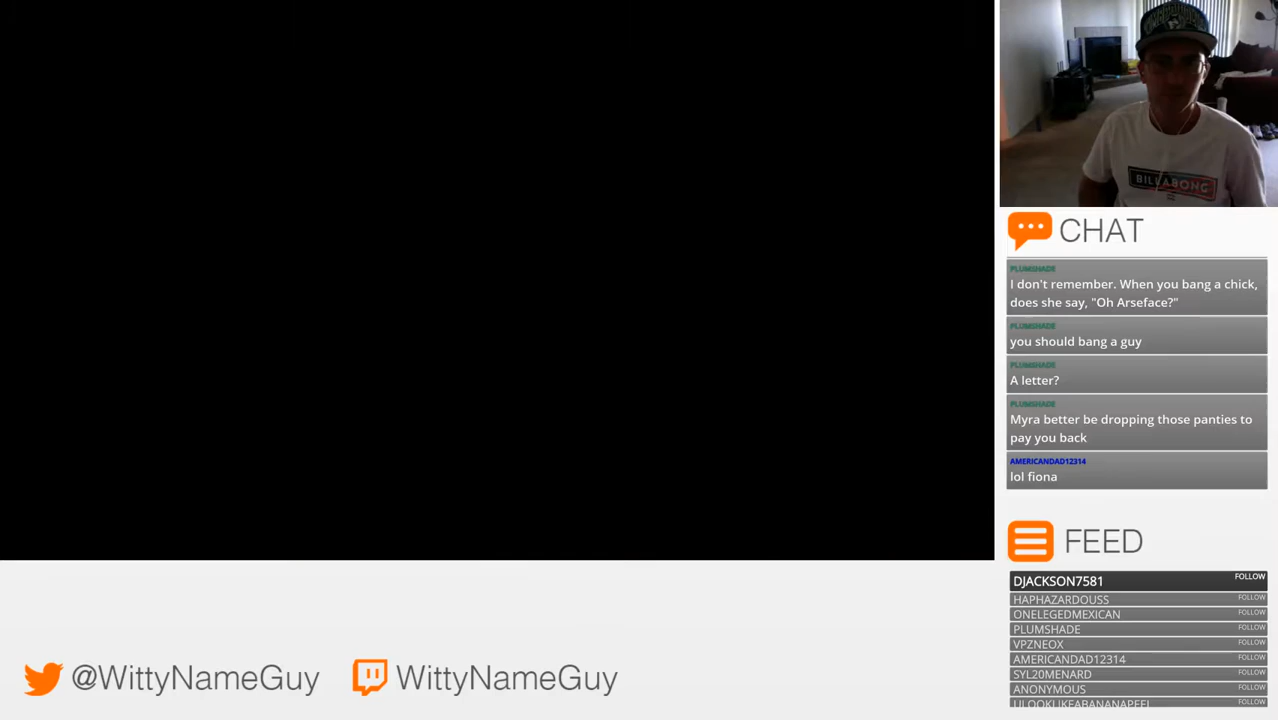 BILLABONG
CHAT
PLUMSHADE
I don't remember. When you bang a chick,
does she say, "Oh Arseface?"
PLUMSHADE
you should bang a guy
PLUMSHADE
A letter?
PLUMSHADE
Myra better be dropping those panties to
pay you back
AMERICANDAD12314
lol fiona
FEED
DJACKSON7581 FOLLOW
HAPHAZARDOUSS FOLLOW
ONELEGEDMEXICAN FOLLOW
PLUMSHADE FOLLOW
VPZNEOX FOLLOW
AMERICANDAD12314 FOLLOW
SYL20MENARD FOLLOW
ANONYMOUS FOLLOW
ULOOKLIKEABANANAPEEL FOLLOW
@WittyNameGuy WittyNameGuy